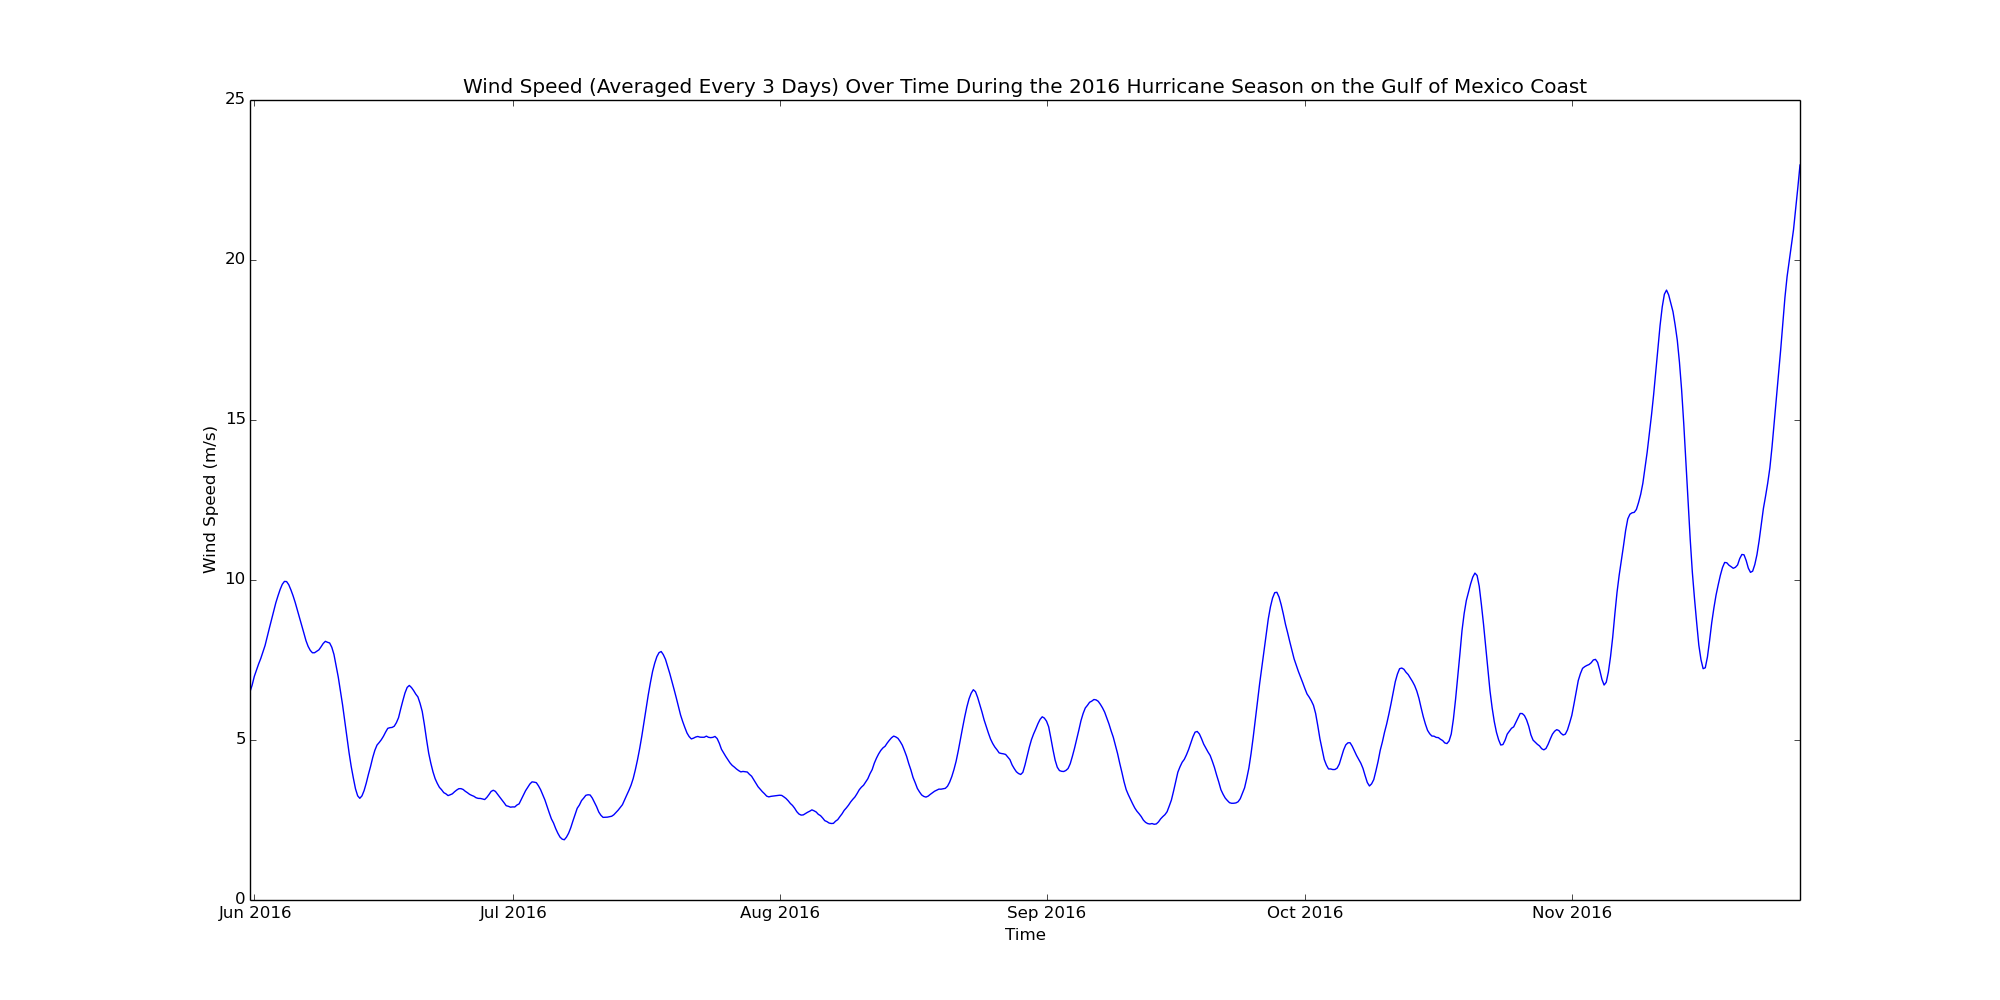 Wind Speed (Averaged Every 3 Days) Over Time During the 2016 Hurricane Season on the Gulf of Mexico Coast
25
20
15
10
5
0
Wind Speed (m/s)
Jun 2016 Jul 2016 Aug 2016 Sep 2016 Oct 2016 Nov 2016
Time